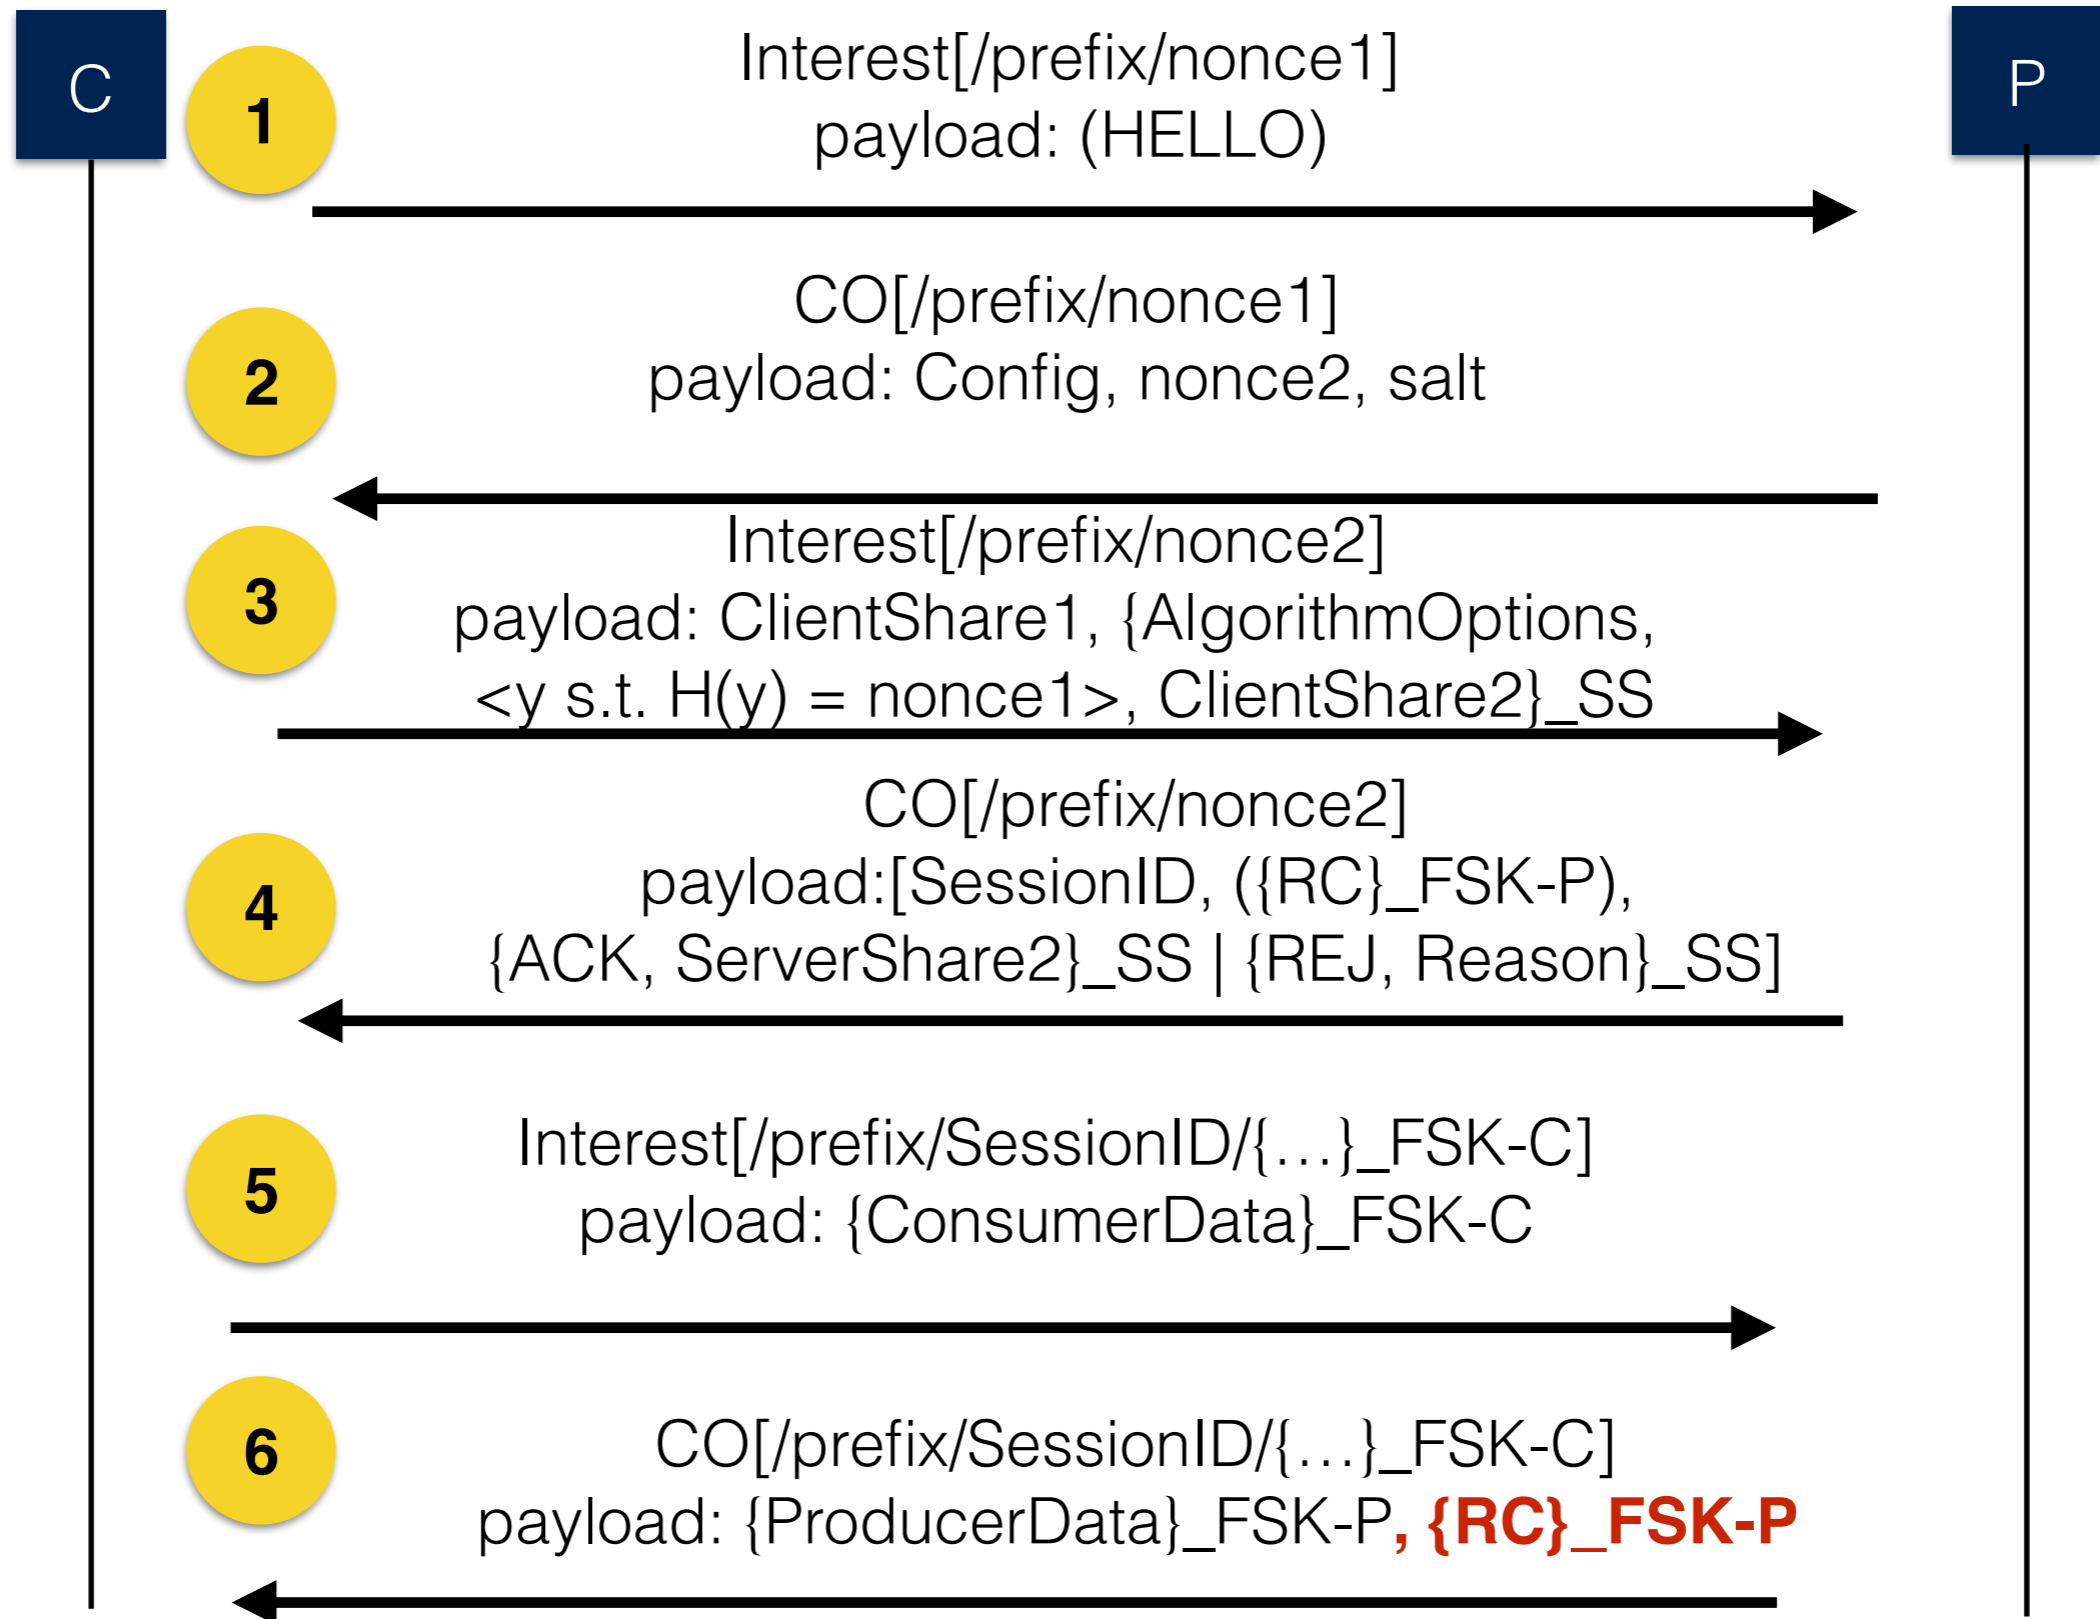 C
P
1
Interest[/prefix/nonce1]
payload: (HELLO)
2
CO[/prefix/nonce1]
payload: Config, nonce2, salt
3
Interest[/prefix/nonce2]
payload: ClientShare1, {AlgorithmOptions,
<y s.t. H(y) = nonce1>, ClientShare2}_SS
4
CO[/prefix/nonce2]
payload:[SessionID, ({RC}_FSK-P),
{ACK, ServerShare2}_SS | {REJ, Reason}_SS]
5
Interest[/prefix/SessionID/{…}_FSK-C]
payload: {ConsumerData}_FSK-C
6
CO[/prefix/SessionID/{…}_FSK-C]
payload: {ProducerData}_FSK-P, {RC}_FSK-P